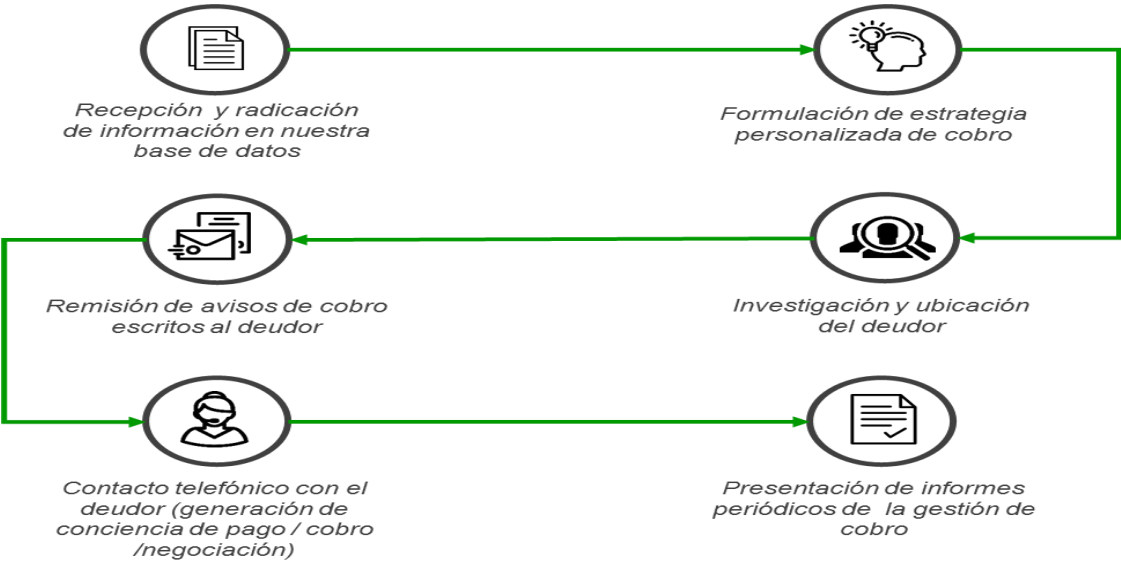 Recepción y radicación
de información en nuestra
base de datos
Formulación de estrategia
personalizada de cobro
Investigación y ubicación
del deudor
Remisión de avisos de cobro
escritos al deudor
Contacto telefónico con el
deudor (generación de
conciencia de pago / cobro
/negociación)
Presentación de informes
periódicos de la gestión de
cobro